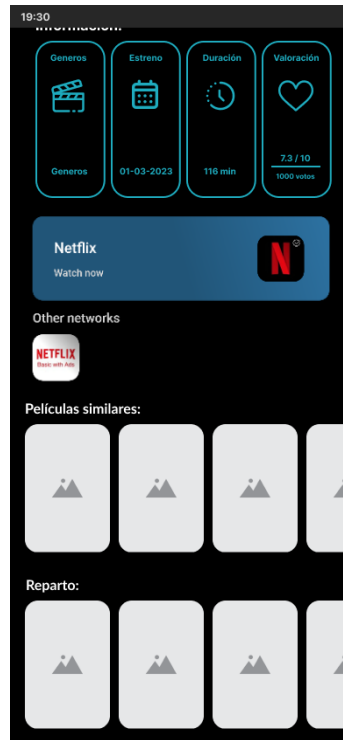 19:30
Información:
Generos
Estreno
Duración
Valoración
Generos
01-03-2023
116 min
7.3 / 10
1000 votos
Netflix
Watch now
N
Other networks
NETFLIX
Basic with Ads
Películas similares:
Reparto: